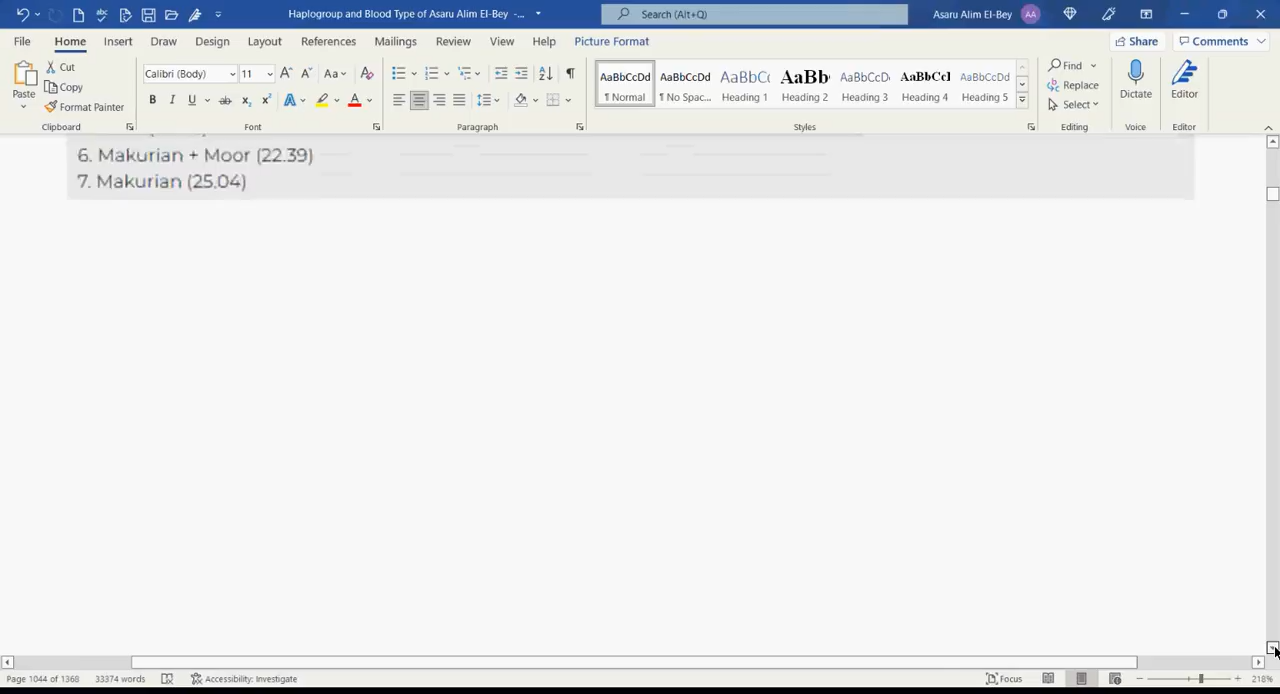 Haplogroup and Blood Type of Asaru Alim El-Bey -...
Search (Alt+Q)
Asaru Alim El-Bey AA
File Home Insert Draw Design Layout References Mailings Review View Help Picture Format Share Comments
Paste
Cut
Copy
Format Painter
Clipboard
Calibri (Body) 11
Font
Paragraph
AaBbCcDd AaBbCcDd AaBbCc AaBb AaBbCcD AaBbCcI AaBbCcDd
¶ Normal ¶ No Spac... Heading 1 Heading 2 Heading 3 Heading 4 Heading 5
Styles
Find
Replace
Select
Editing
Dictate
Voice
Editor
Editor
6. Makurian + Moor (22.39)
7. Makurian (25.04)
Page 1044 of 1368 33374 words Accessibility: Investigate Focus 218%